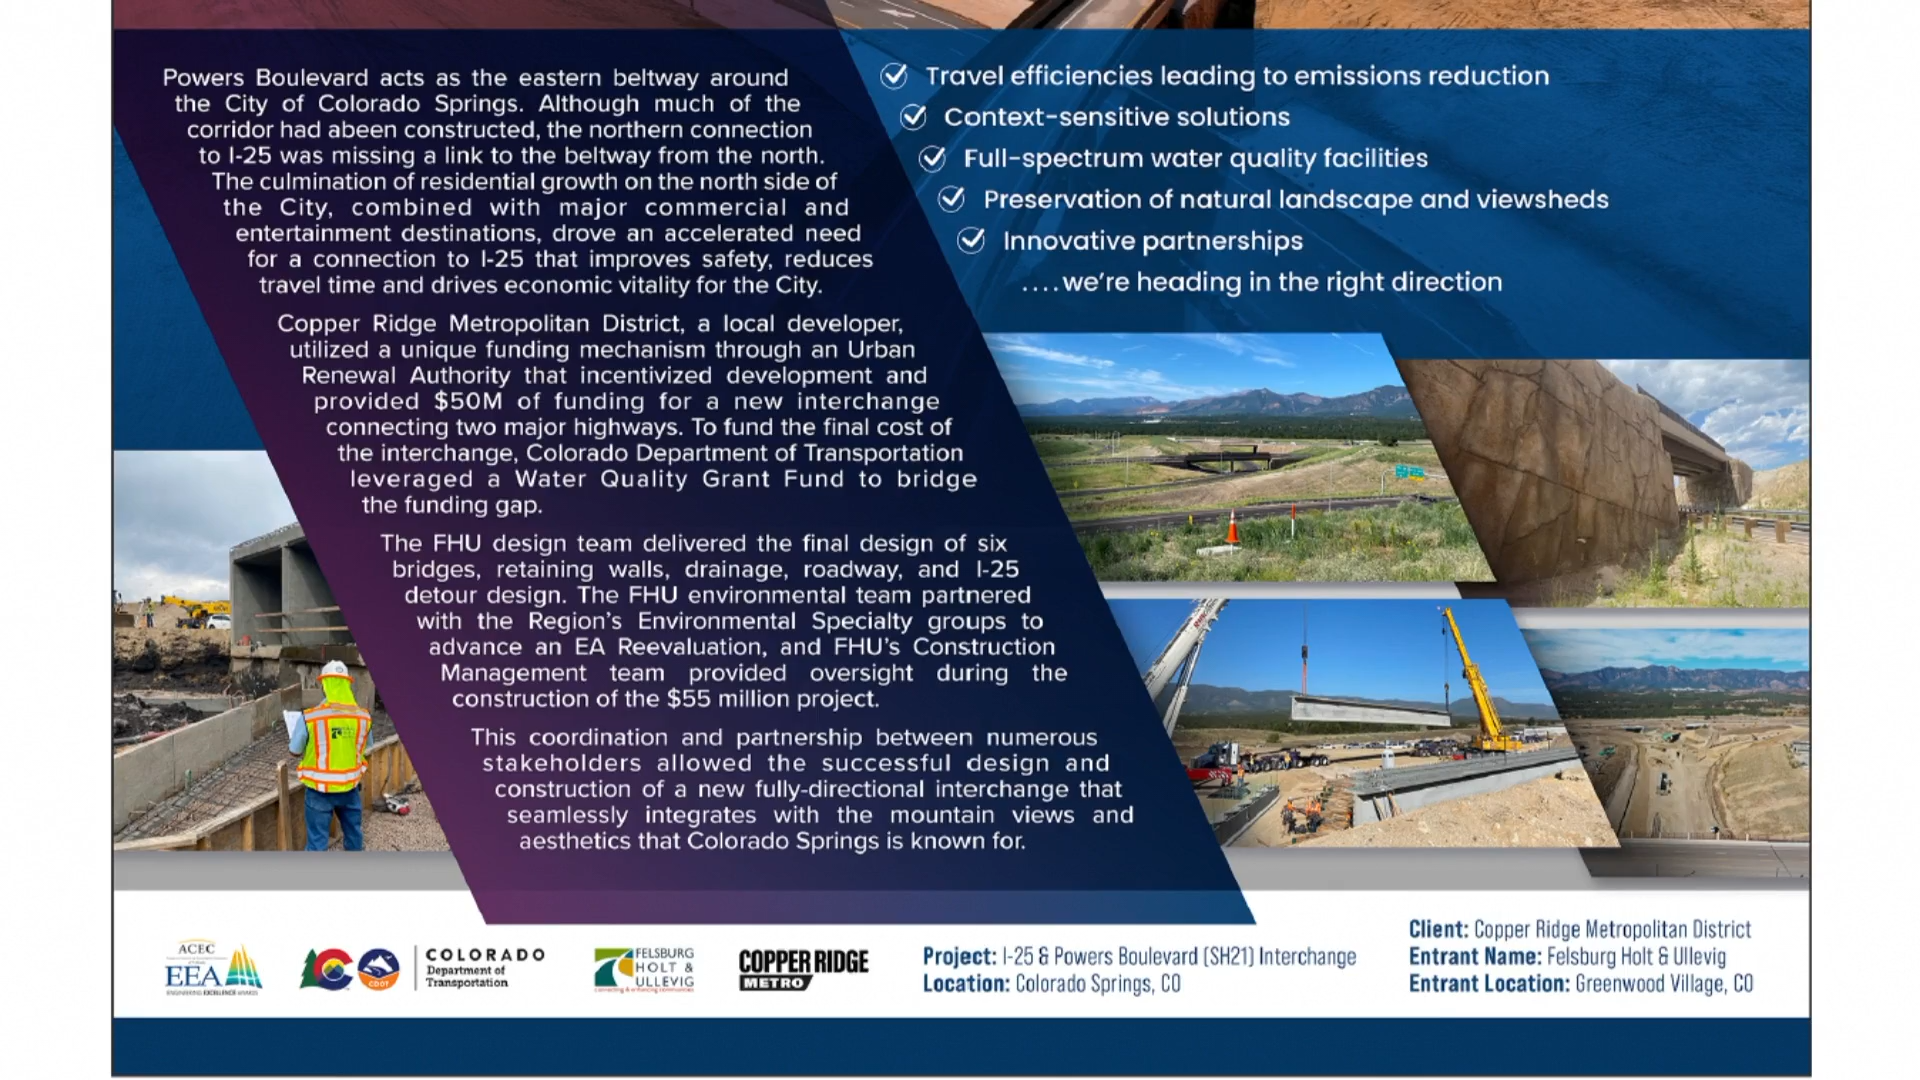 Powers Boulevard acts as the eastern beltway around
the City of Colorado Springs. Although much of the
corridor had abeen constructed, the northern connection
to I-25 was missing a link to the beltway from the north.
The culmination of residential growth on the north side of
the City, combined with major commercial and
entertainment destinations, drove an accelerated need
for a connection to I-25 that improves safety, reduces
travel time and drives economic vitality for the City.
Copper Ridge Metropolitan District, a local developer,
utilized a unique funding mechanism through an Urban
Renewal Authority that incentivized development and
provided $50M of funding for a new interchange
connecting two major highways. To fund the final cost of
the interchange, Colorado Department of Transportation
leveraged a Water Quality Grant Fund to bridge
the funding gap.
The FHU design team delivered the final design of six
bridges, retaining walls, drainage, roadway, and I-25
detour design. The FHU environmental team partnered
with the Region's Environmental Specialty groups to
advance an EA Reevaluation, and FHU's Construction
Management team provided oversight during the
construction of the $55 million project.
This coordination and partnership between numerous
stakeholders allowed the successful design and
construction of a new fully-directional interchange that
seamlessly integrates with the mountain views and
aesthetics that Colorado Springs is known for.
Travel efficiencies leading to emissions reduction
Context-sensitive solutions
Full-spectrum water quality facilities
Preservation of natural landscape and viewsheds
Innovative partnerships
....we're heading in the right direction
ACEC
EEA
ENGINEERING EXCELLENCE AWARDS
CDOT
COLORADO
Department of
Transportation
FELSBURG
HOLT &
ULLEVIG
connecting & enhancing communities
COPPER RIDGE
METRO
Project: I-25 & Powers Boulevard (SH21) Interchange
Location: Colorado Springs, CO
Client: Copper Ridge Metropolitan District
Entrant Name: Felsburg Holt & Ullevig
Entrant Location: Greenwood Village, CO